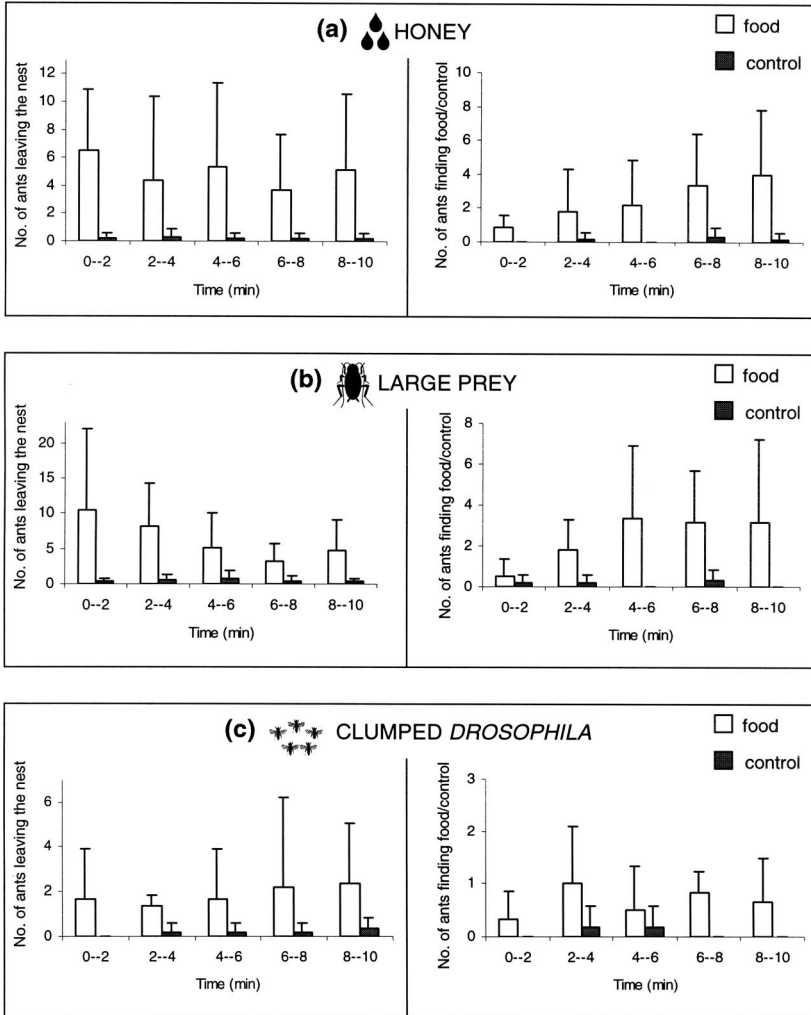 (a) HONEY
food
control
No. of ants leaving the nest
12
10
8
6
4
2
0
0--2 2--4 4--6 6--8 8--10
Time (min)
No. of ants finding food/control
10
8
6
4
2
0
0--2 2--4 4--6 6--8 8--10
Time (min)
(b) LARGE PREY
food
control
No. of ants leaving the nest
20
15
10
5
0
0--2 2--4 4--6 6--8 8--10
Time (min)
No. of ants finding food/control
8
6
4
2
0
0--2 2--4 4--6 6--8 8--10
Time (min)
(c) CLUMPED DROSOPHILA
food
control
No. of ants leaving the nest
6
4
2
0
0--2 2--4 4--6 6--8 8--10
Time (min)
No. of ants finding food/control
3
2
1
0
0--2 2--4 4--6 6--8 8--10
Time (min)